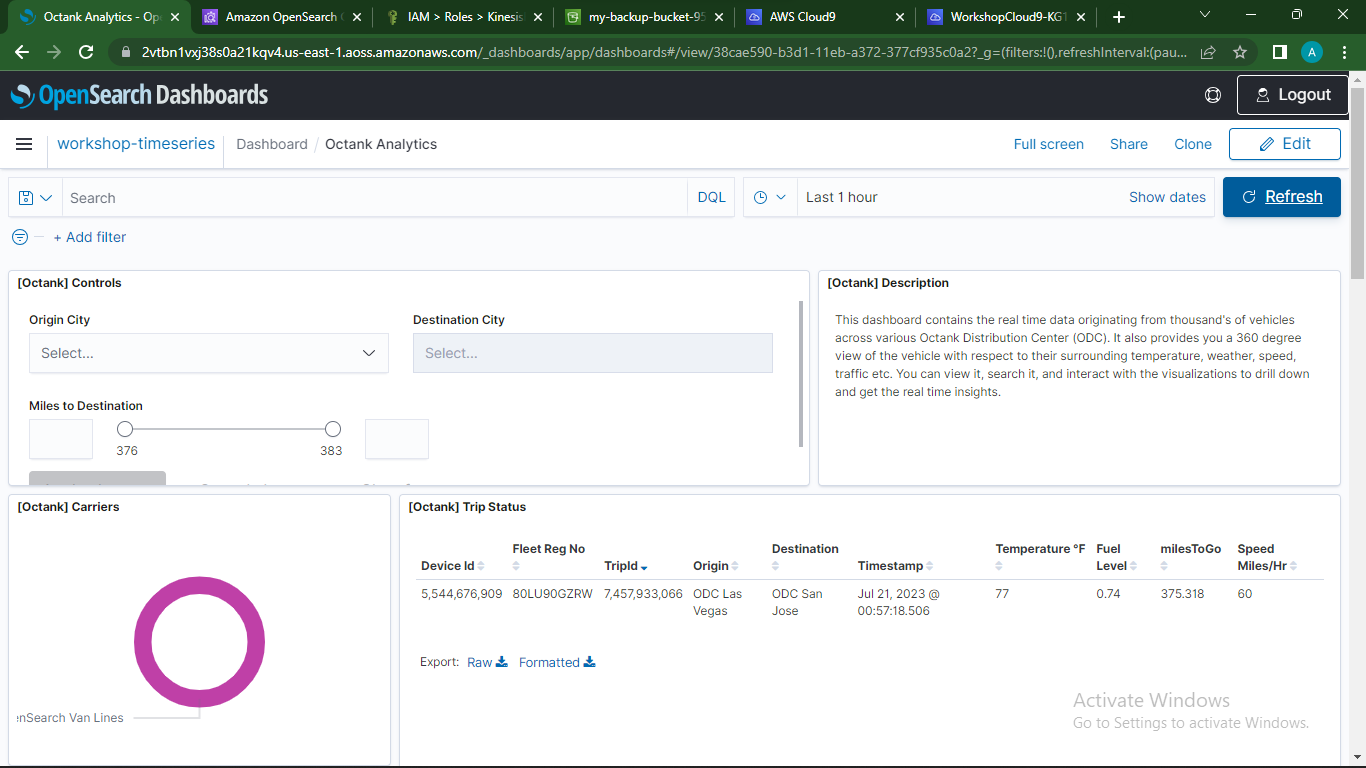 Octank Analytics - Op
Amazon OpenSearch
IAM > Roles > Kinesis
my-backup-bucket-95
AWS Cloud9
WorkshopCloud9-KG1
2vtbn1vxj38s0a21kqv4.us-east-1.aoss.amazonaws.com/_dashboards/app/dashboards#/view/38cae590-b3d1-11eb-a372-377cf935c0a2?_g=(filters:!(),refreshInterval:(pau...
A
OpenSearch Dashboards
Logout
workshop-timeseries
Dashboard / Octank Analytics
Full screen
Share
Clone
Edit
Search
DQL
Last 1 hour
Show dates
Refresh
+ Add filter
[Octank] Controls
Origin City
Destination City
Select...
Select...
Miles to Destination
376
383
[Octank] Description
This dashboard contains the real time data originating from thousand's of vehicles
across various Octank Distribution Center (ODC). It also provides you a 360 degree
view of the vehicle with respect to their surrounding temperature, weather, speed,
traffic etc. You can view it, search it, and interact with the visualizations to drill down
and get the real time insights.
[Octank] Carriers
enSearch Van Lines
[Octank] Trip Status
Fleet Reg No Destination Temperature °F Fuel milesToGo Speed
Device Id TripId Origin Timestamp Level Miles/Hr
5,544,676,909 80LU90GZRW 7,457,933,066 ODC Las ODC San Jul 21, 2023 @ 77 0.74 375.318 60
Vegas Jose 00:57:18.506
Export: Raw Formatted
Activate Windows
Go to Settings to activate Windows.